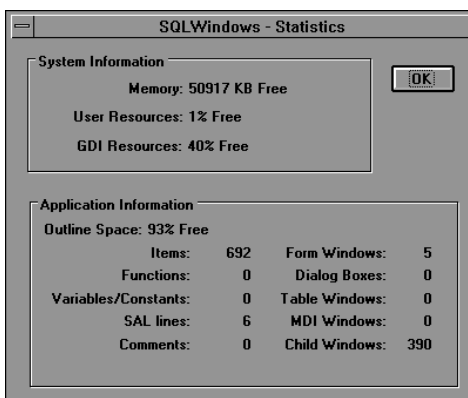 SQLWindows - Statistics
System Information
Memory: 50917 KB Free
OK
User Resources: 1% Free
GDI Resources: 40% Free
Application Information
Outline Space: 93% Free
Items: 692 Form Windows: 5
Functions: 0 Dialog Boxes: 0
Variables/Constants: 0 Table Windows: 0
SAL lines: 6 MDI Windows: 0
Comments: 0 Child Windows: 390